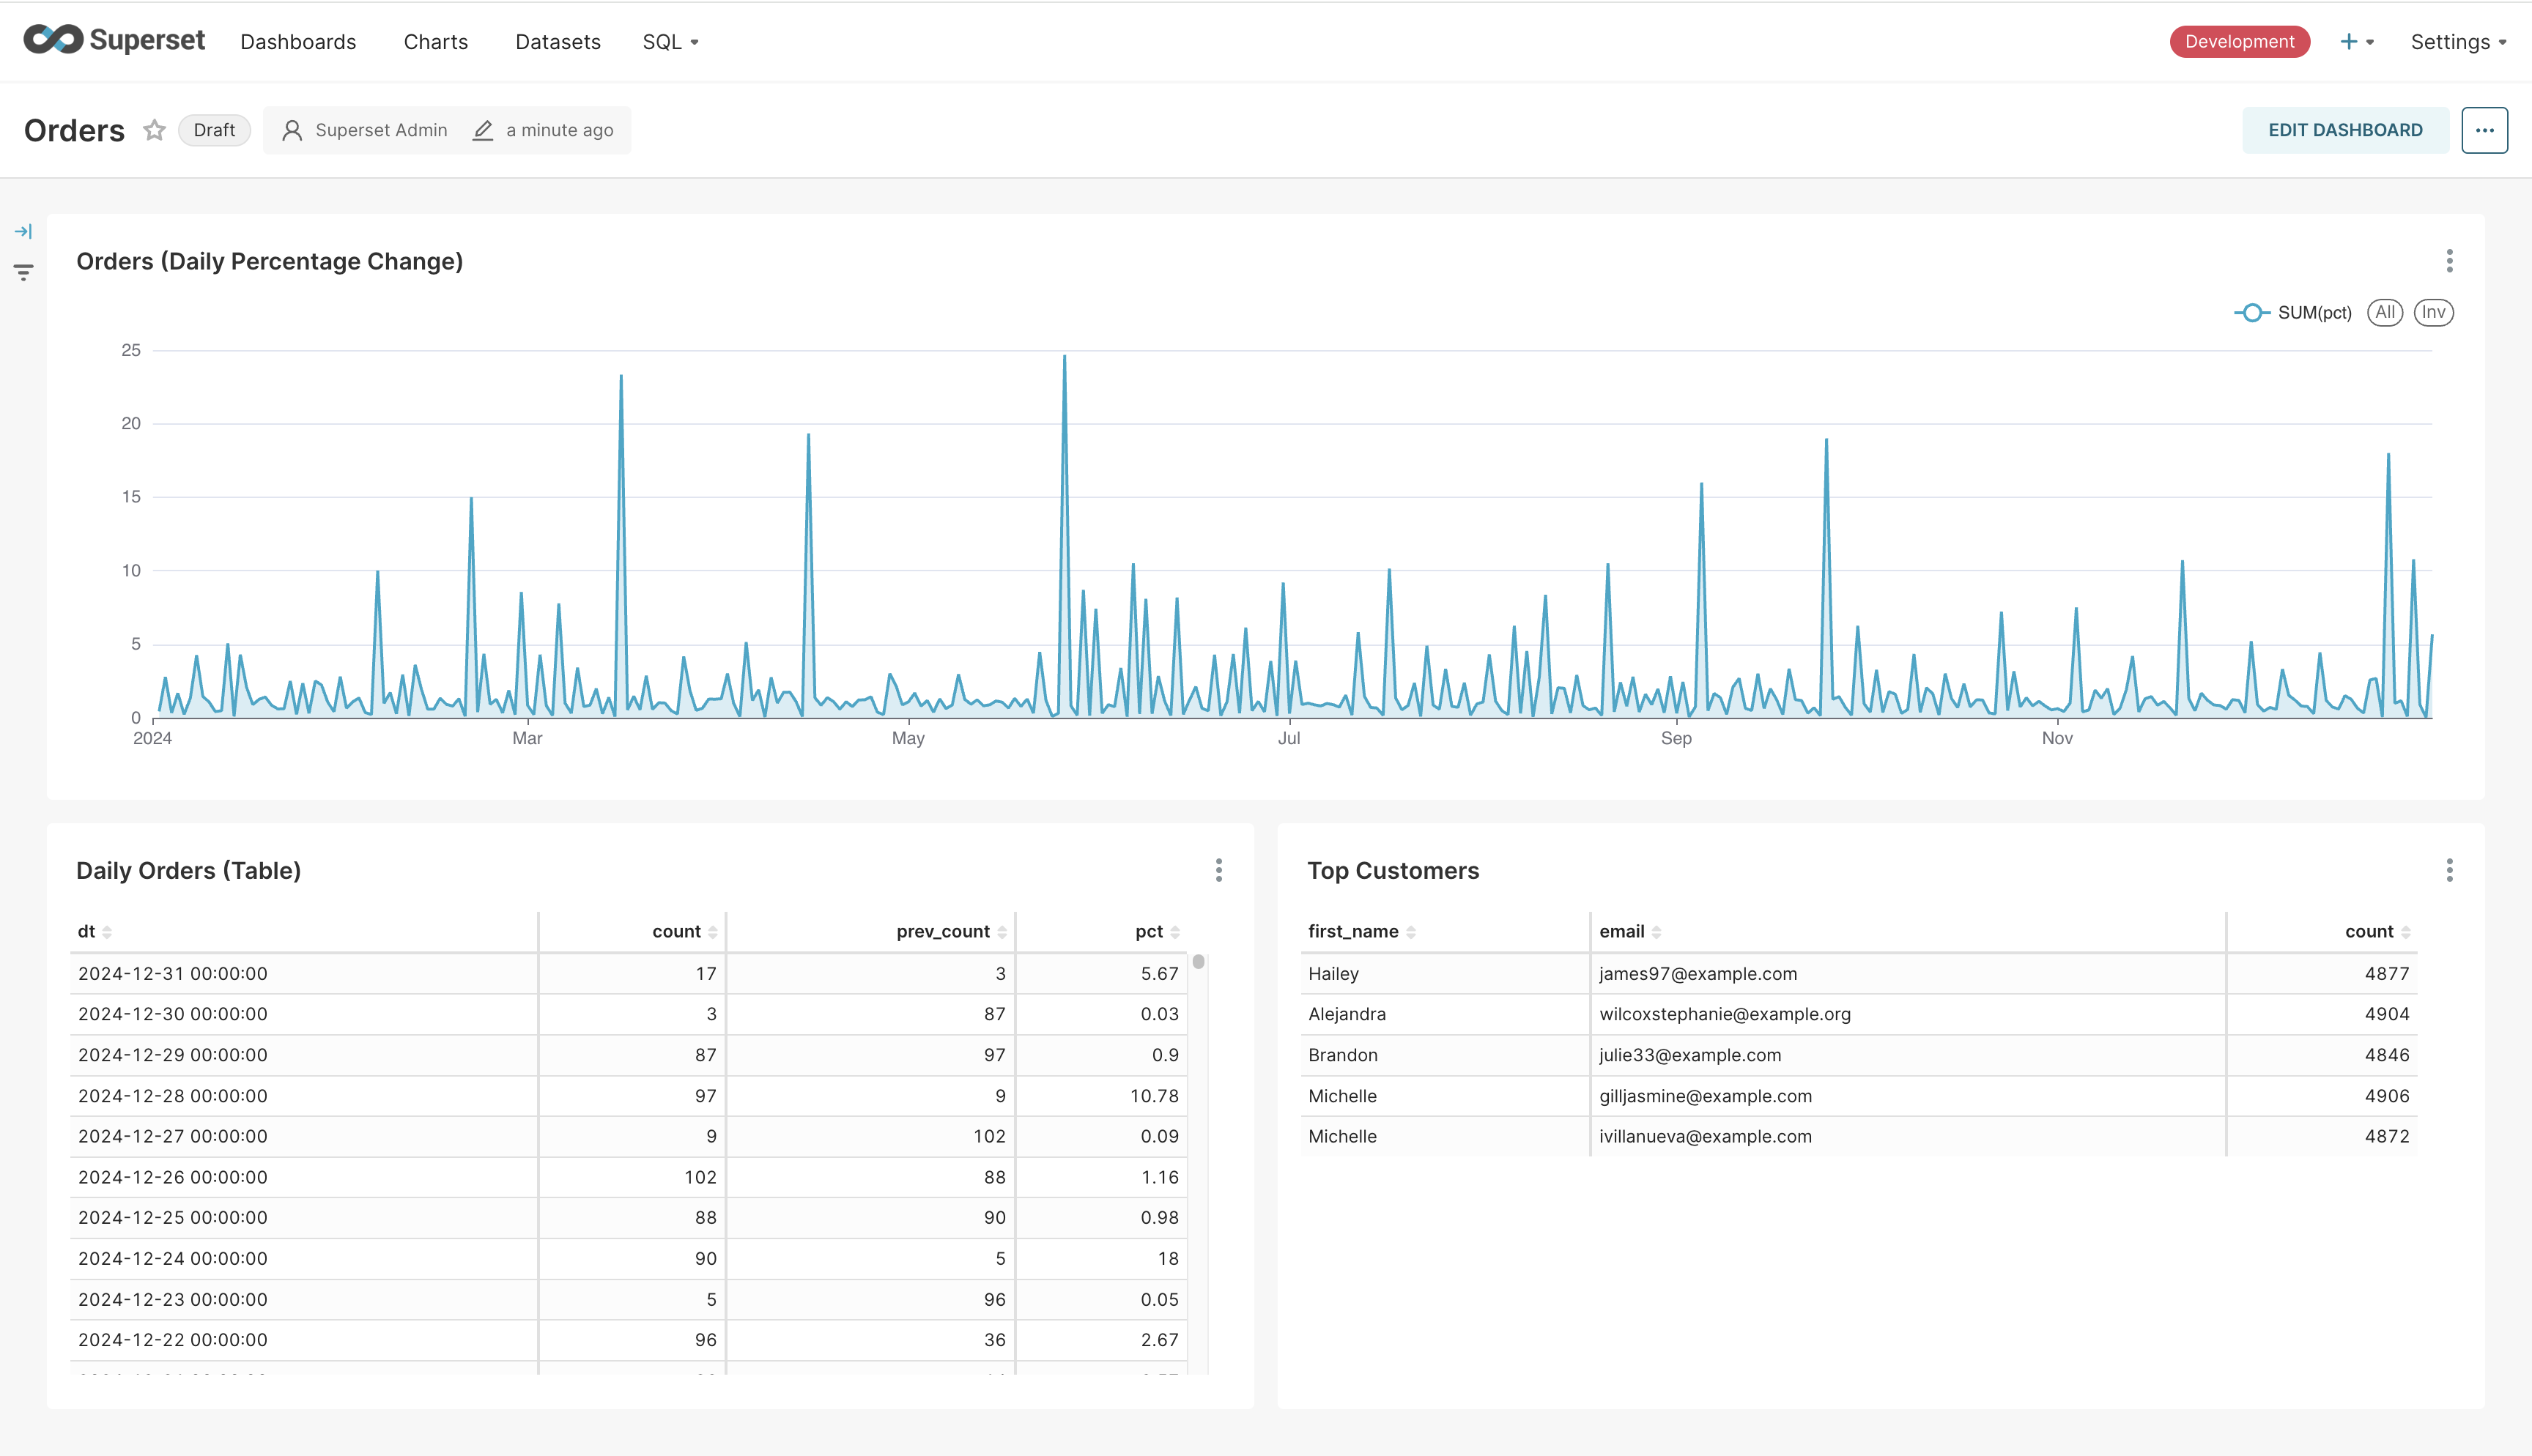 Superset Dashboards Charts Datasets SQL Development + Settings
Orders Draft Superset Admin a minute ago EDIT DASHBOARD ...
Orders (Daily Percentage Change)
SUM(pct) All Inv
25
20
15
10
5
0
2024 Mar May Jul Sep Nov
Daily Orders (Table)
dt count prev_count pct
2024-12-31 00:00:00 17 3 5.67
2024-12-30 00:00:00 3 87 0.03
2024-12-29 00:00:00 87 97 0.9
2024-12-28 00:00:00 97 9 10.78
2024-12-27 00:00:00 9 102 0.09
2024-12-26 00:00:00 102 88 1.16
2024-12-25 00:00:00 88 90 0.98
2024-12-24 00:00:00 90 5 18
2024-12-23 00:00:00 5 96 0.05
2024-12-22 00:00:00 96 36 2.67
Top Customers
first_name email count
Hailey james97@example.com 4877
Alejandra wilcoxstephanie@example.org 4904
Brandon julie33@example.com 4846
Michelle gilljasmine@example.com 4906
Michelle ivillanueva@example.com 4872